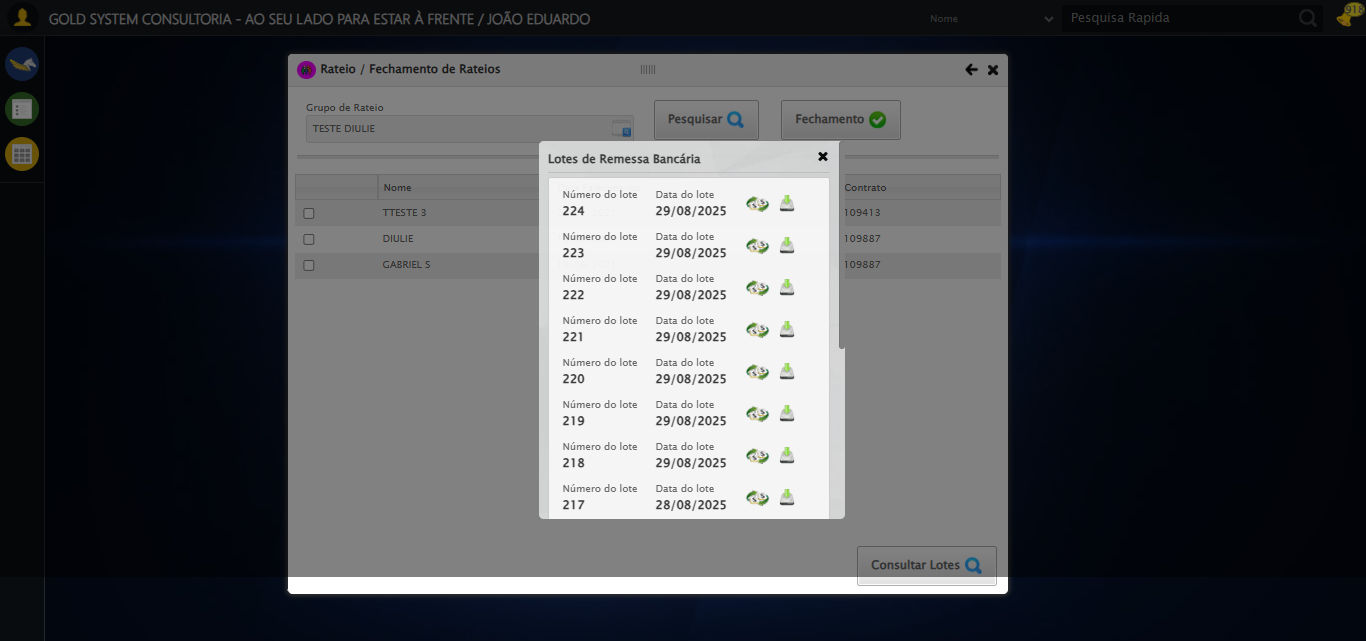 GOLD SYSTEM CONSULTORIA - AO SEU LADO PARA ESTAR À FRENTE / JOÃO EDUARDO
Nome
Pesquisa Rapida
918
Rateio / Fechamento de Rateios
Grupo de Rateio
TESTE DIULIE
Pesquisar
Fechamento
Nome
Contrato
TTESTE 3
109413
DIULIE
109887
GABRIEL S
109887
Lotes de Remessa Bancária
Número do lote Data do lote
224 29/08/2025
Número do lote Data do lote
223 29/08/2025
Número do lote Data do lote
222 29/08/2025
Número do lote Data do lote
221 29/08/2025
Número do lote Data do lote
220 29/08/2025
Número do lote Data do lote
219 29/08/2025
Número do lote Data do lote
218 29/08/2025
Número do lote Data do lote
217 28/08/2025
Consultar Lotes